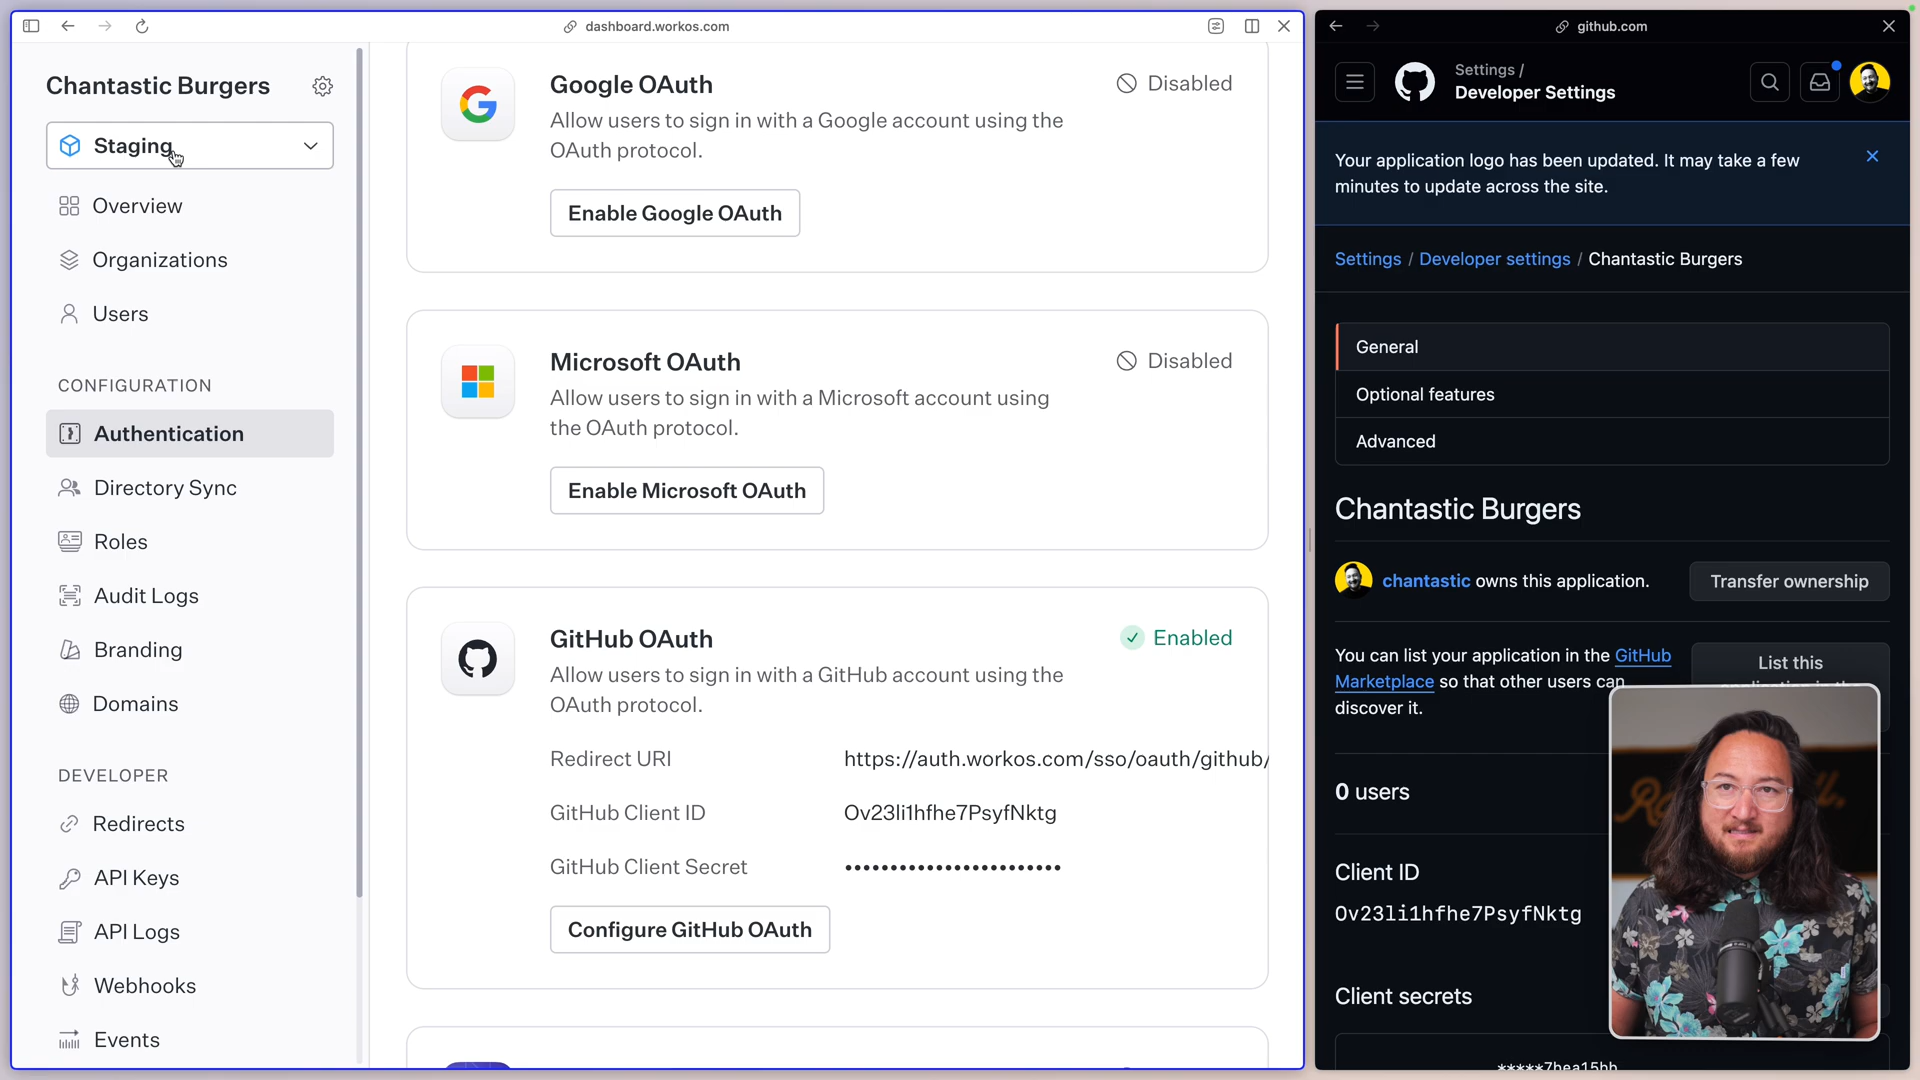 dashboard.workos.com
Chantastic Burgers
Staging
Overview
Organizations
Users
CONFIGURATION
Authentication
Directory Sync
Roles
Audit Logs
Branding
Domains
DEVELOPER
Redirects
API Keys
API Logs
Webhooks
Events
Google OAuth
Disabled
Allow users to sign in with a Google account using the
OAuth protocol.
Enable Google OAuth
Microsoft OAuth
Disabled
Allow users to sign in with a Microsoft account using
the OAuth protocol.
Enable Microsoft OAuth
GitHub OAuth
Enabled
Allow users to sign in with a GitHub account using the
OAuth protocol.
Redirect URI
https://auth.workos.com/sso/oauth/github/
GitHub Client ID
Ov23li1hfhe7PsyfNktg
GitHub Client Secret
••••••••••••••••••••••••
Configure GitHub OAuth
github.com
Settings /
Developer Settings
Your application logo has been updated. It may take a few
minutes to update across the site.
Settings / Developer settings / Chantastic Burgers
General
Optional features
Advanced
Chantastic Burgers
chantastic owns this application.
Transfer ownership
You can list your application in the GitHub
Marketplace so that other users can
discover it.
List this
0 users
Client ID
Ov23li1hfhe7PsyfNktg
Client secrets
*****7bea15bb